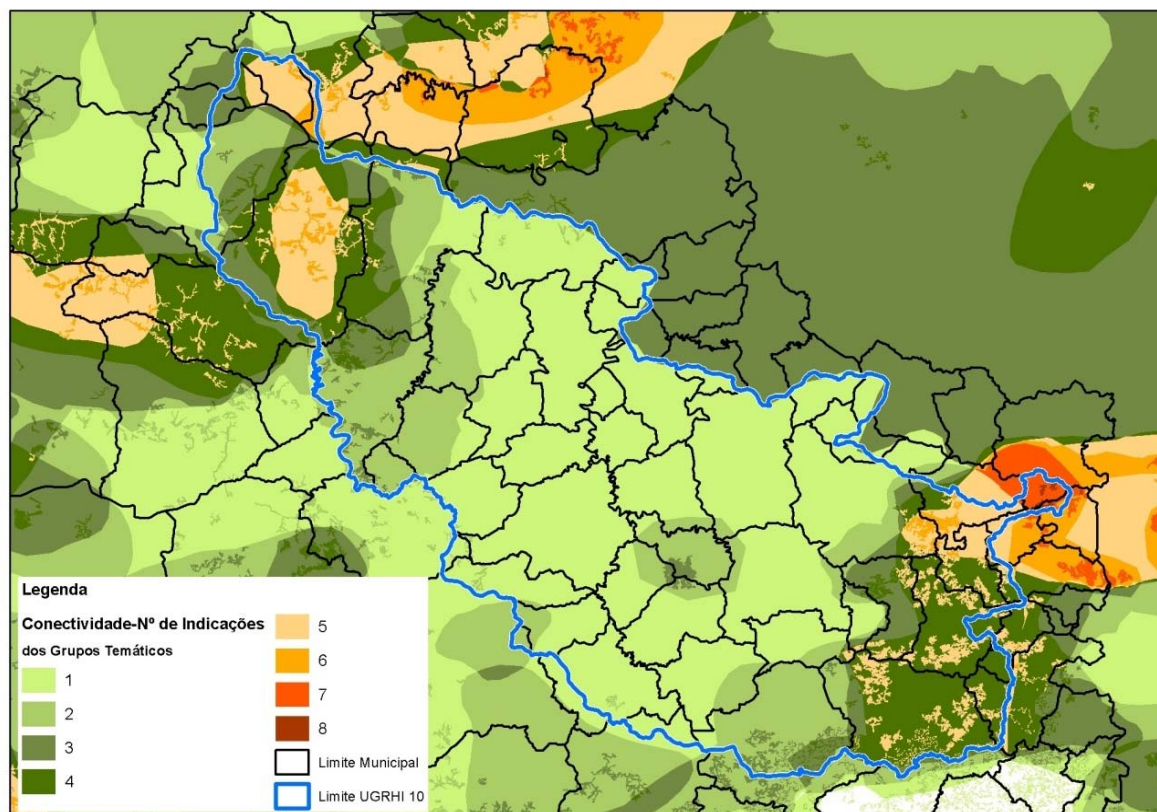 Legenda
Conectividade-Nº de Indicações
dos Grupos Temáticos
1
2
3
4
5
6
7
8
Limite Municipal
Limite UGRHI 10